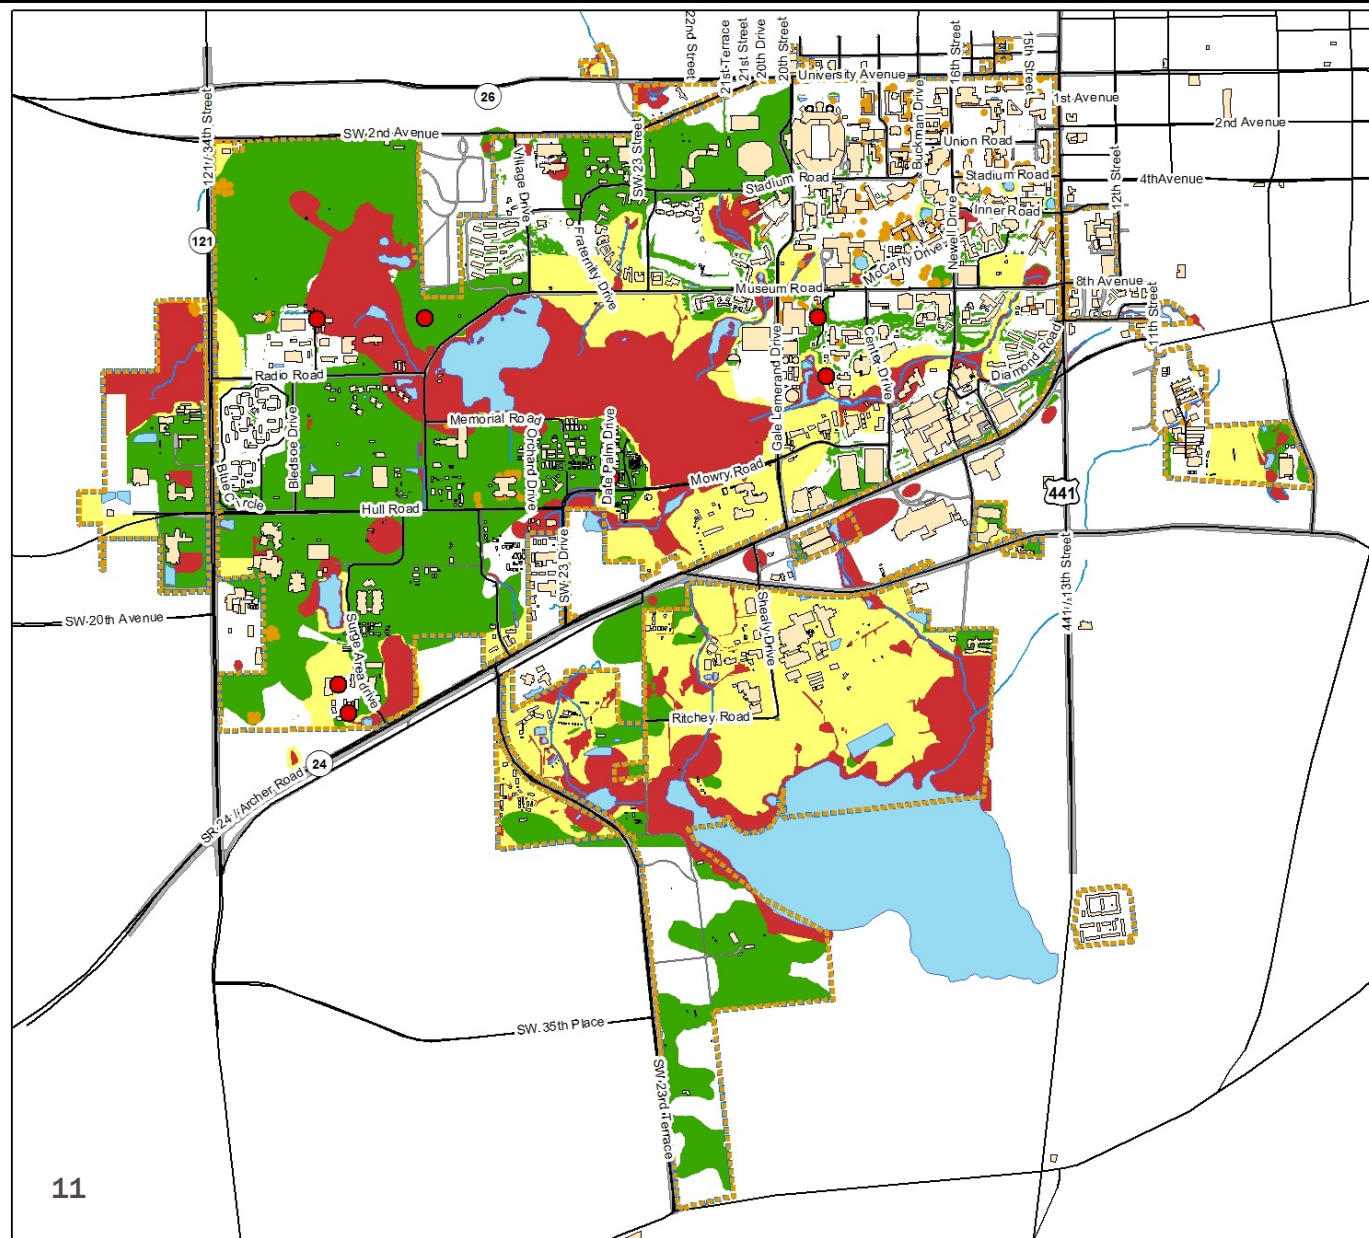 22nd Street
21st Terrace
21st Street
20th Drive
20th Street
16th Street
15th Street
University Avenue
26
1st Avenue
2nd Avenue
121 / 34th Street
SW 2nd Avenue
Village Drive
SW 23 Street
Buckman Drive
Union Road
Stadium Road
Stadium Road
4thAvenue
12th Street
Inner Road
121
Fraternity Drive
McCarty Drive
Newell Drive
Museum Road
8th Avenue
11th Street
Gale Lemerand Drive
Center Drive
Diamond Road
Radio Road
Memorial Road
Bledsoe Drive
Orchard Drive
Date Palm Drive
Blue Circle
Mowry Road
441
Hull Road
SW 23 Drive
441 / 13th Street
SW 20th Avenue
Surge Area drive
Shealy Drive
Ritchey Road
24
SR 24 / Archer Road
SW 35th Place
SW 23rd Terrace
11